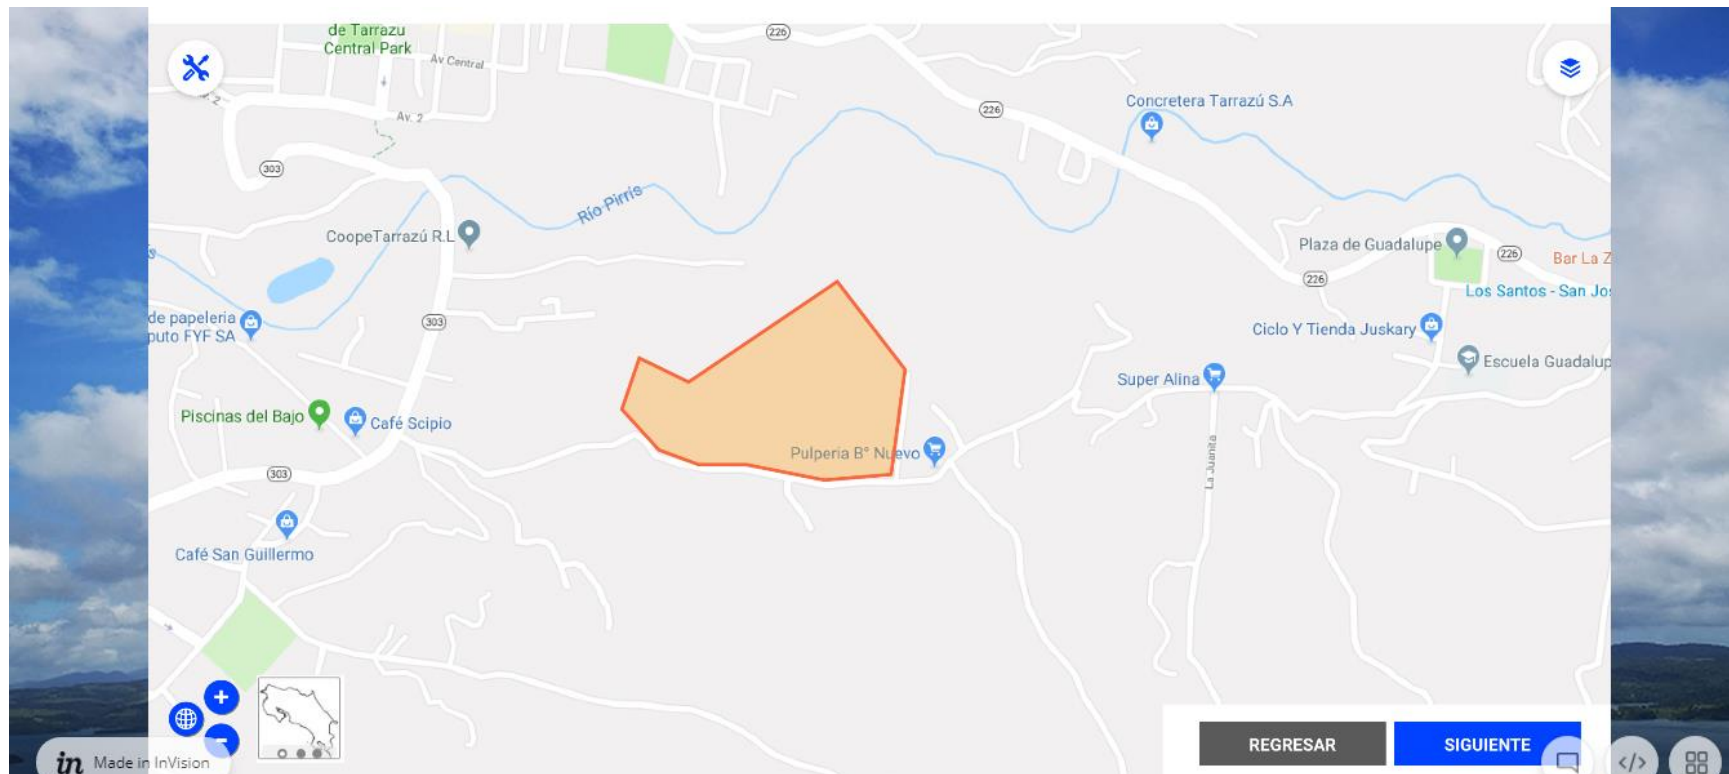 de Tarrazu
Central Park
Av Central
226
Av. 2
226
Concretera Tarrazú S.A
303
Río Pirrís
CoopeTarrazú R.L
Plaza de Guadalupe
226
Bar La Z
226
Los Santos - San Jos
de papeleria
puto FYF SA
303
Ciclo Y Tienda Juskary
Escuela Guadalup
Super Alina
Piscinas del Bajo
Café Scipio
Pulperia B° Nuevo
La Juanita
303
Café San Guillermo
REGRESAR
SIGUIENTE
in Made in InVision